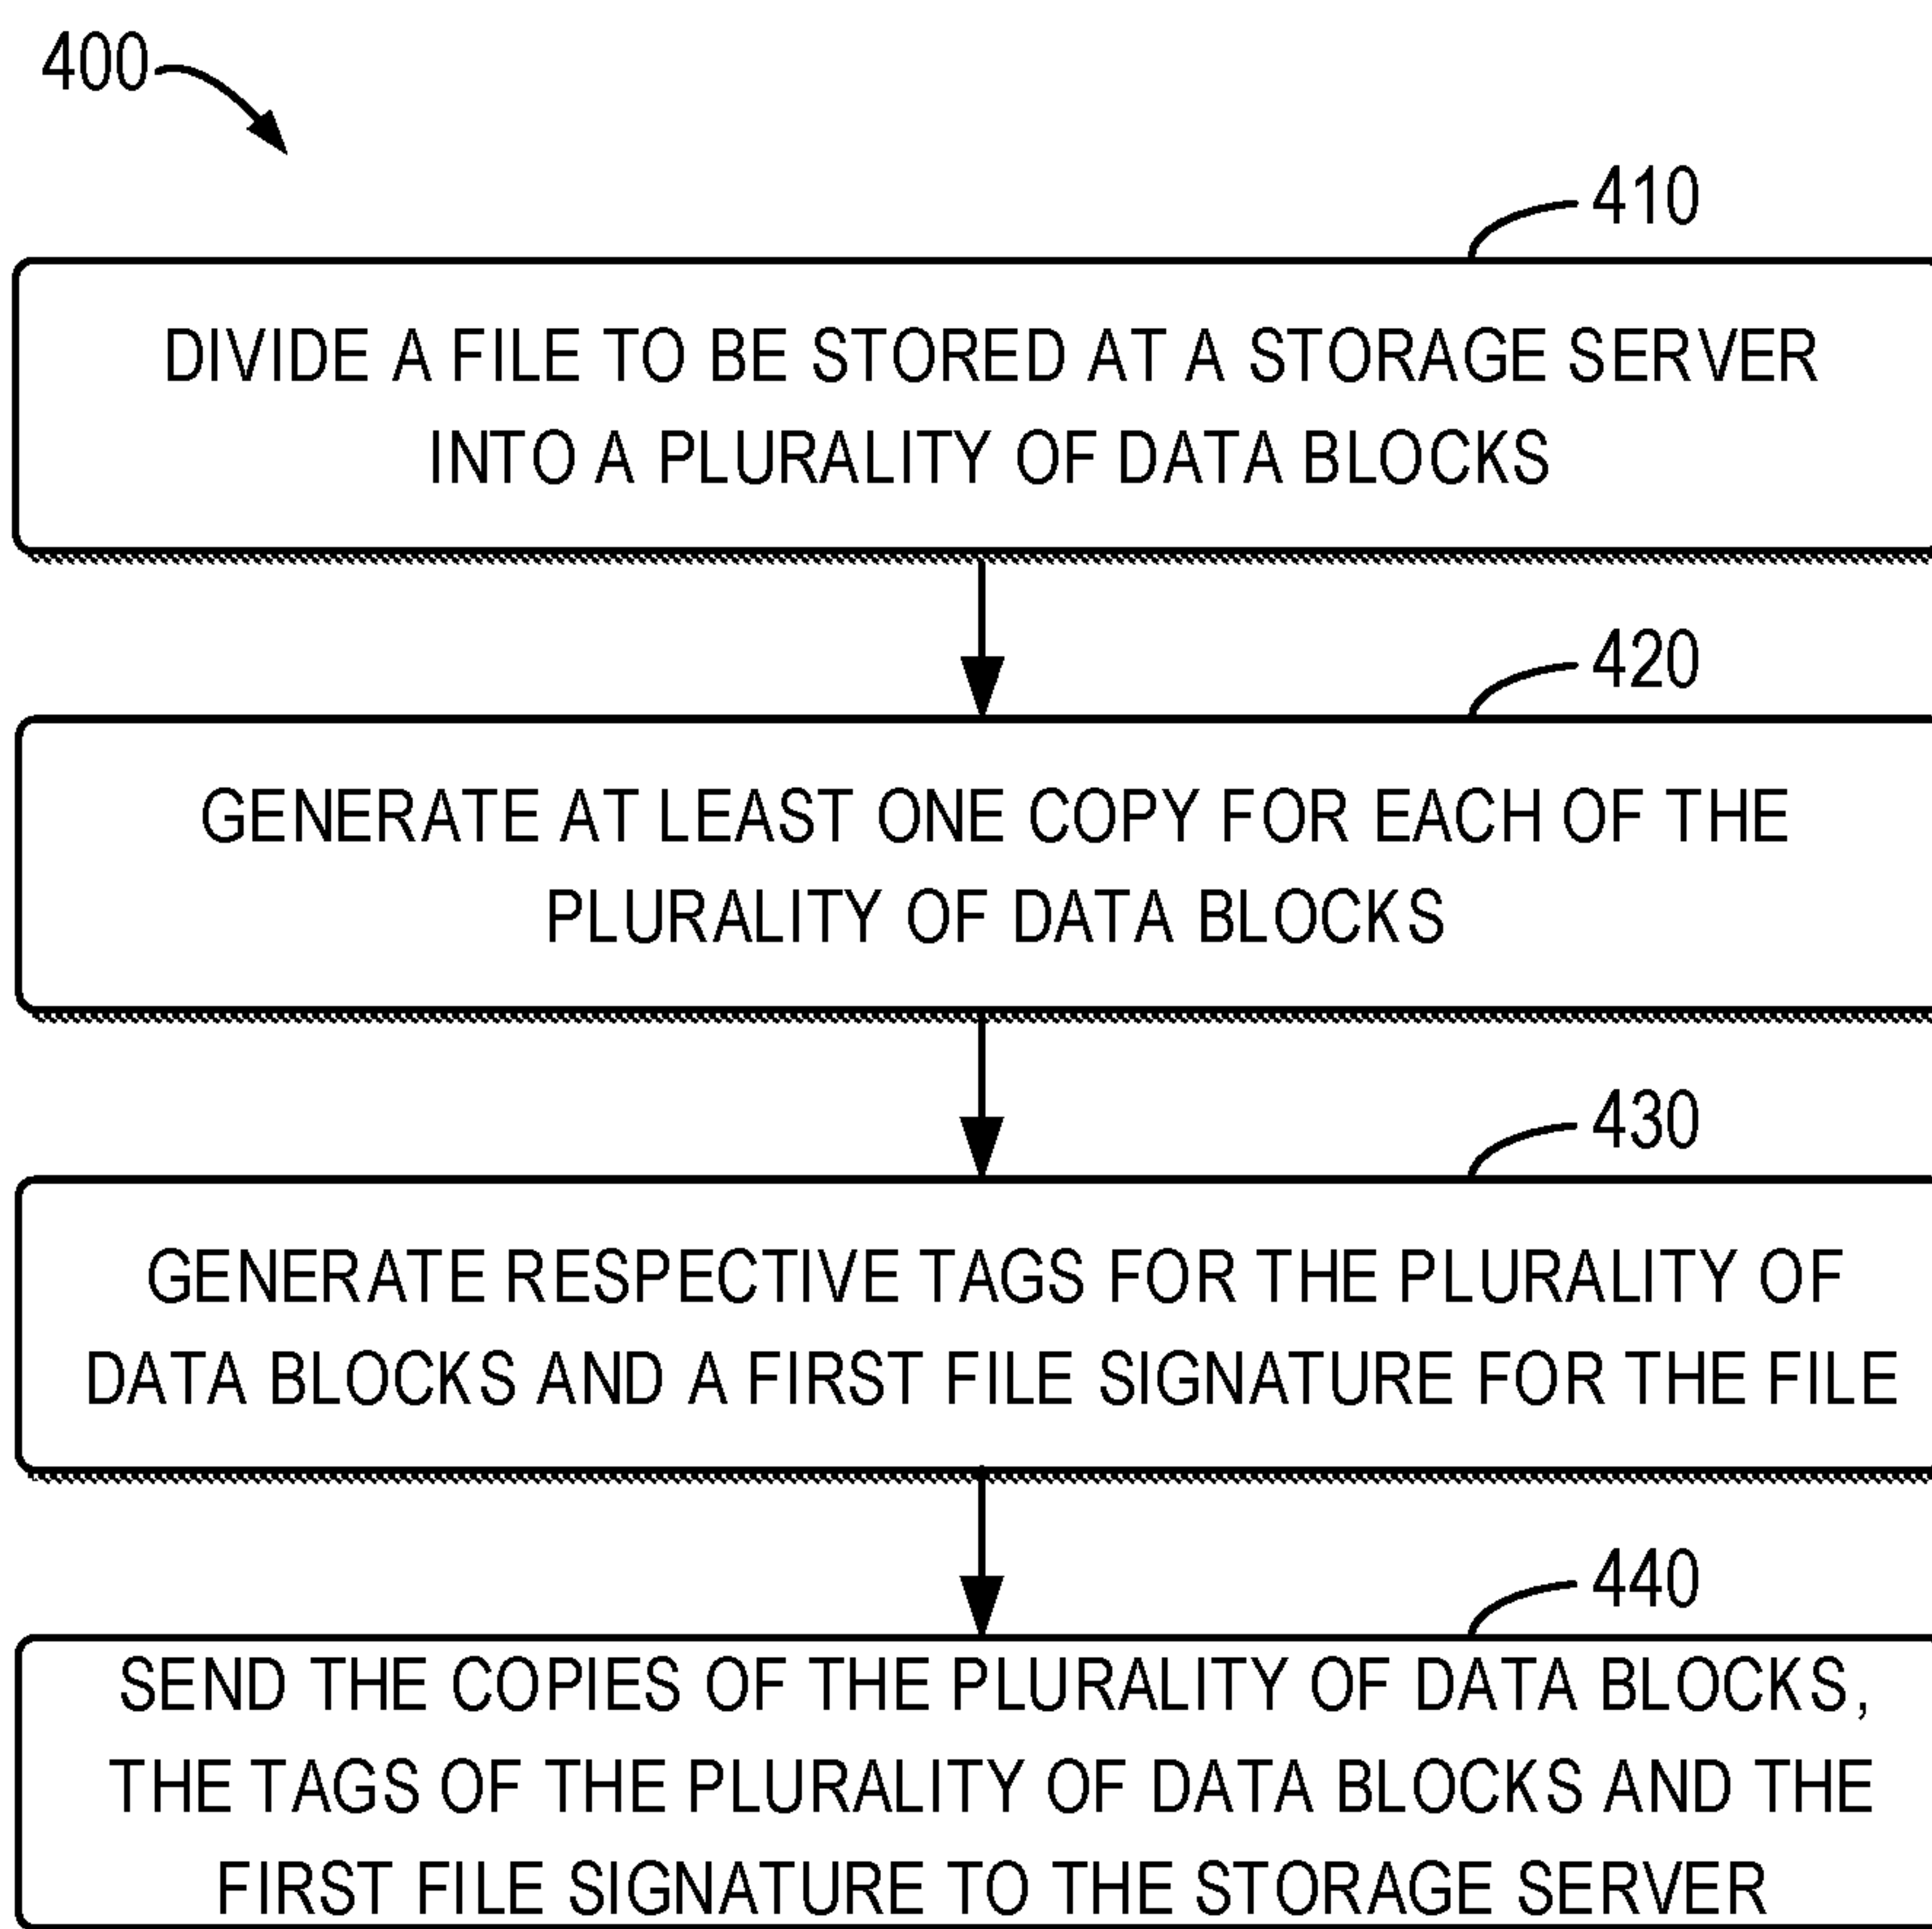 400
410
DIVIDE A FILE TO BE STORED AT A STORAGE SERVER
INTO A PLURALITY OF DATA BLOCKS
420
GENERATE AT LEAST ONE COPY FOR EACH OF THE
PLURALITY OF DATA BLOCKS
430
GENERATE RESPECTIVE TAGS FOR THE PLURALITY OF
DATA BLOCKS AND A FIRST FILE SIGNATURE FOR THE FILE
440
SEND THE COPIES OF THE PLURALITY OF DATA BLOCKS,
THE TAGS OF THE PLURALITY OF DATA BLOCKS AND THE
FIRST FILE SIGNATURE TO THE STORAGE SERVER